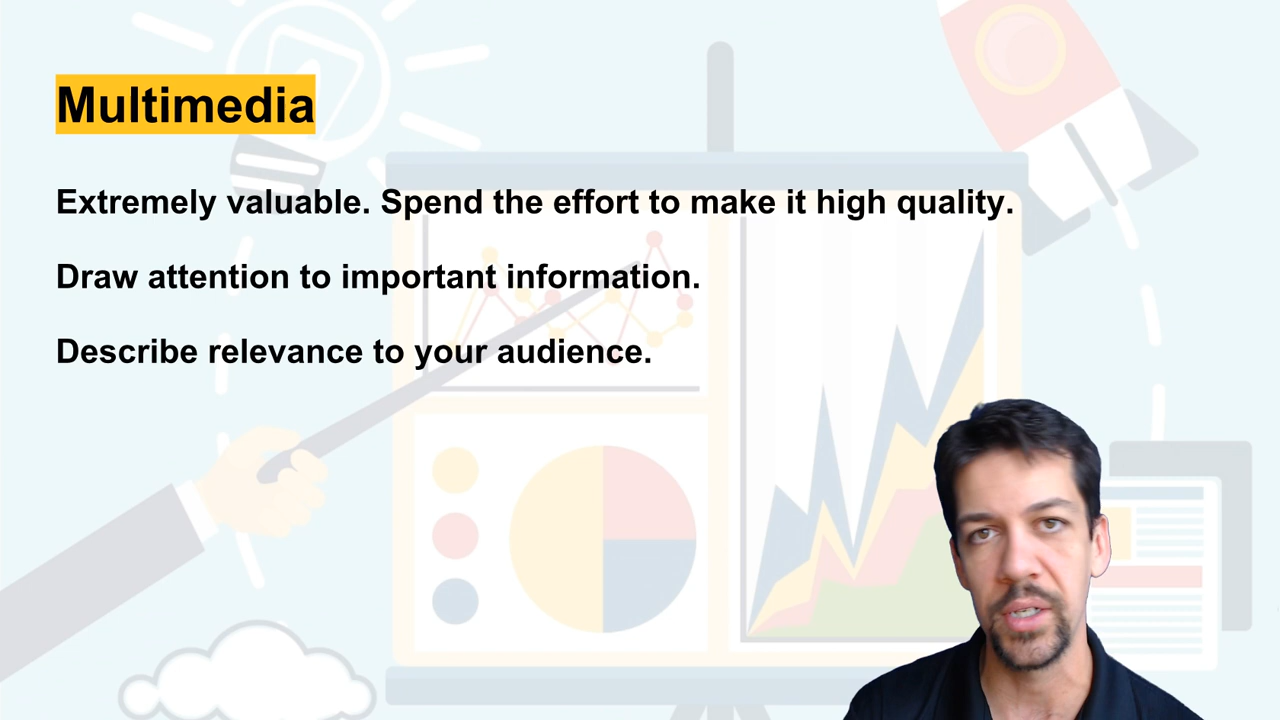 Multimedia
Extremely valuable. Spend the effort to make it high quality.
Draw attention to important information.
Describe relevance to your audience.